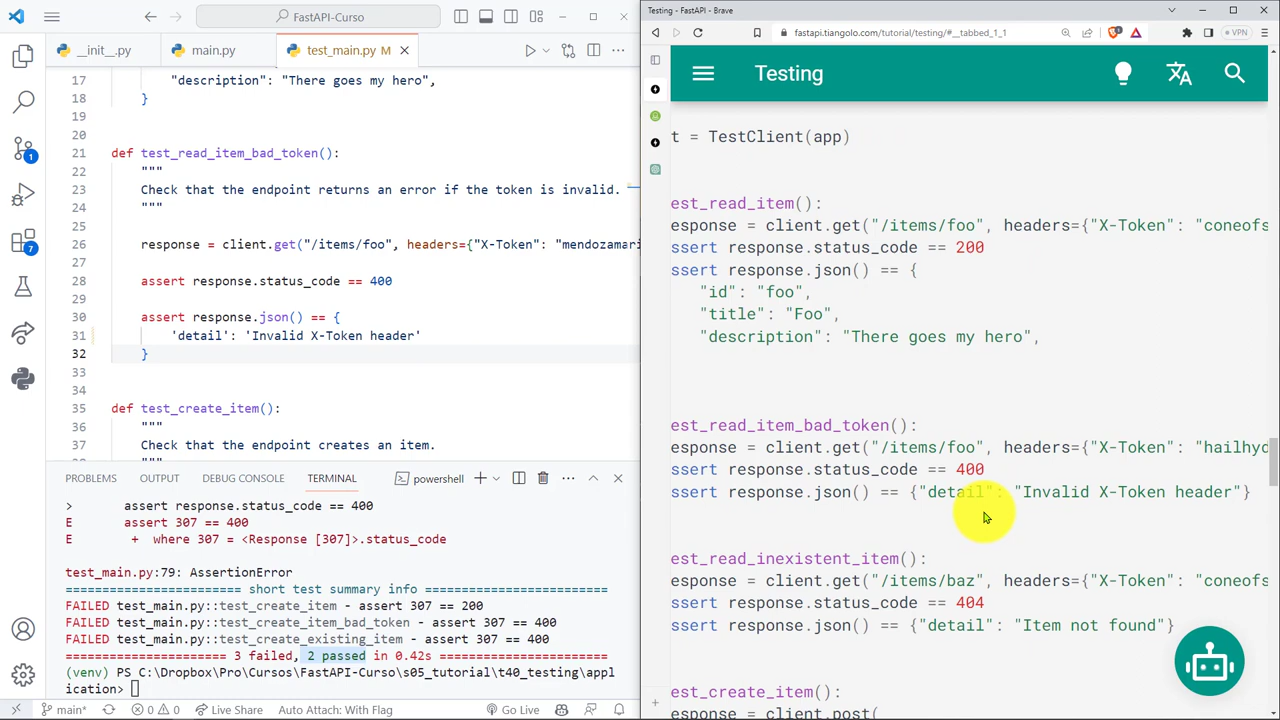 FastAPI-Curso
__init__.py
main.py
test_main.py M
17 "description": "There goes my hero",
18 }
19
20
21 def test_read_item_bad_token():
22 """
23 Check that the endpoint returns an error if the token is invalid.
24 """
25
26 response = client.get("/items/foo", headers={"X-Token": "mendozamari
27
28 assert response.status_code == 400
29
30 assert response.json() == {
31 'detail': 'Invalid X-Token header'
32 }
33
34
35 def test_create_item():
36 """
37 Check that the endpoint creates an item.
38 """
1
7
PROBLEMS OUTPUT DEBUG CONSOLE TERMINAL powershell
> assert response.status_code == 400
E assert 307 == 400
E + where 307 = <Response [307]>.status_code
test_main.py:79: AssertionError
======================= short test summary info =======================
FAILED test_main.py::test_create_item - assert 307 == 200
FAILED test_main.py::test_create_item_bad_token - assert 307 == 400
FAILED test_main.py::test_create_existing_item - assert 307 == 400
===================== 3 failed, 2 passed in 0.42s =====================
(venv) PS C:\Dropbox\Pro\Cursos\FastAPI-Curso\s05_tutorial\t40_testing\appl
ication>
main* 0 0 Live Share Auto Attach: With Flag Go Live
Testing - FastAPI - Brave
fastapi.tiangolo.com/tutorial/testing/#__tabbed_1_1
VPN
Testing
t = TestClient(app)
est_read_item():
esponse = client.get("/items/foo", headers={"X-Token": "coneofs
ssert response.status_code == 200
ssert response.json() == {
"id": "foo",
"title": "Foo",
"description": "There goes my hero",
est_read_item_bad_token():
esponse = client.get("/items/foo", headers={"X-Token": "hailhyd
ssert response.status_code == 400
ssert response.json() == {"detail": "Invalid X-Token header"}
est_read_inexistent_item():
esponse = client.get("/items/baz", headers={"X-Token": "coneofs
ssert response.status_code == 404
ssert response.json() == {"detail": "Item not found"}
est_create_item():
esponse = client.post(